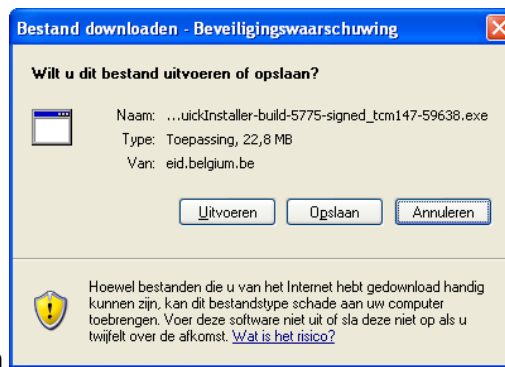 Bestand downloaden - Beveiligingswaarschuwing
Wilt u dit bestand uitvoeren of opslaan?
Naam: ...uickInstaller-build-5775-signed_tcm147-59638.exe
Type: Toepassing, 22,8 MB
Van: eid.belgium.be
Uitvoeren Opslaan Annuleren
Hoewel bestanden die u van het Internet hebt gedownload handig
kunnen zijn, kan dit bestandstype schade aan uw computer
toebrengen. Voer deze software niet uit of sla deze niet op als u
twijfelt over de afkomst. Wat is het risico?